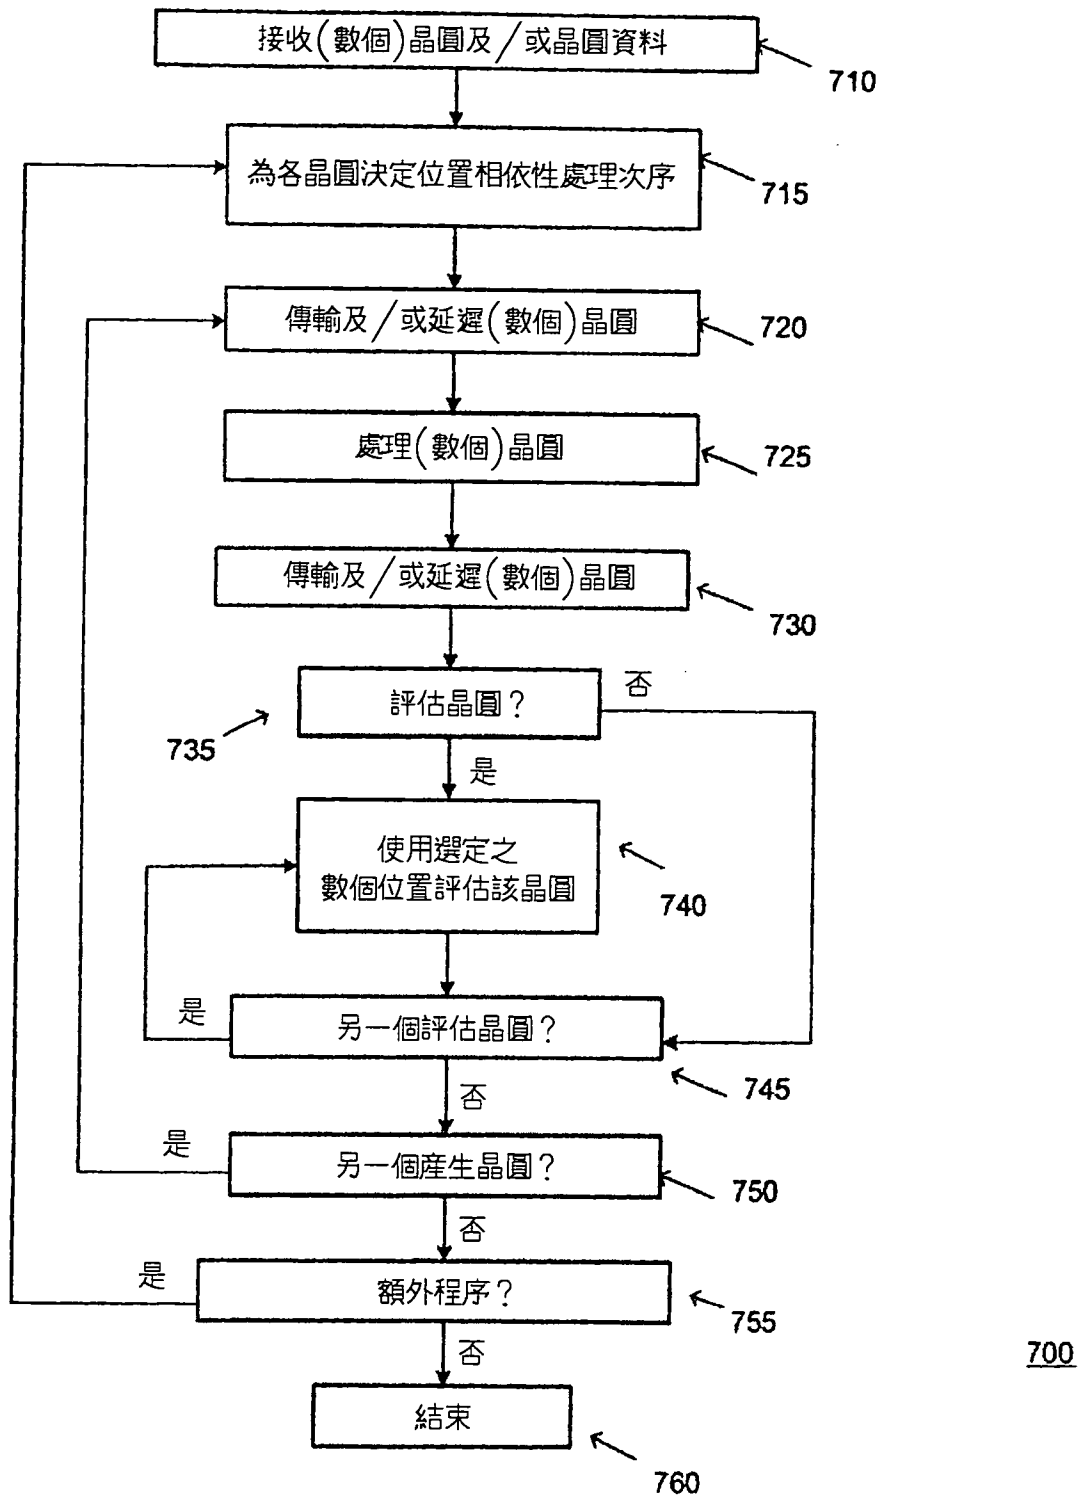 接收(數個)晶圓及/或晶圓資料
710
為各晶圓決定位置相依性處理次序
715
傳輸及/或延遲(數個)晶圓
720
處理(數個)晶圓
725
傳輸及/或延遲(數個)晶圓
730
評估晶圓?
否
735
是
使用選定之
數個位置評估該晶圓
740
是
另一個評估晶圓?
745
否
是
另一個產生晶圓?
750
否
是
額外程序?
755
否
700
結束
760